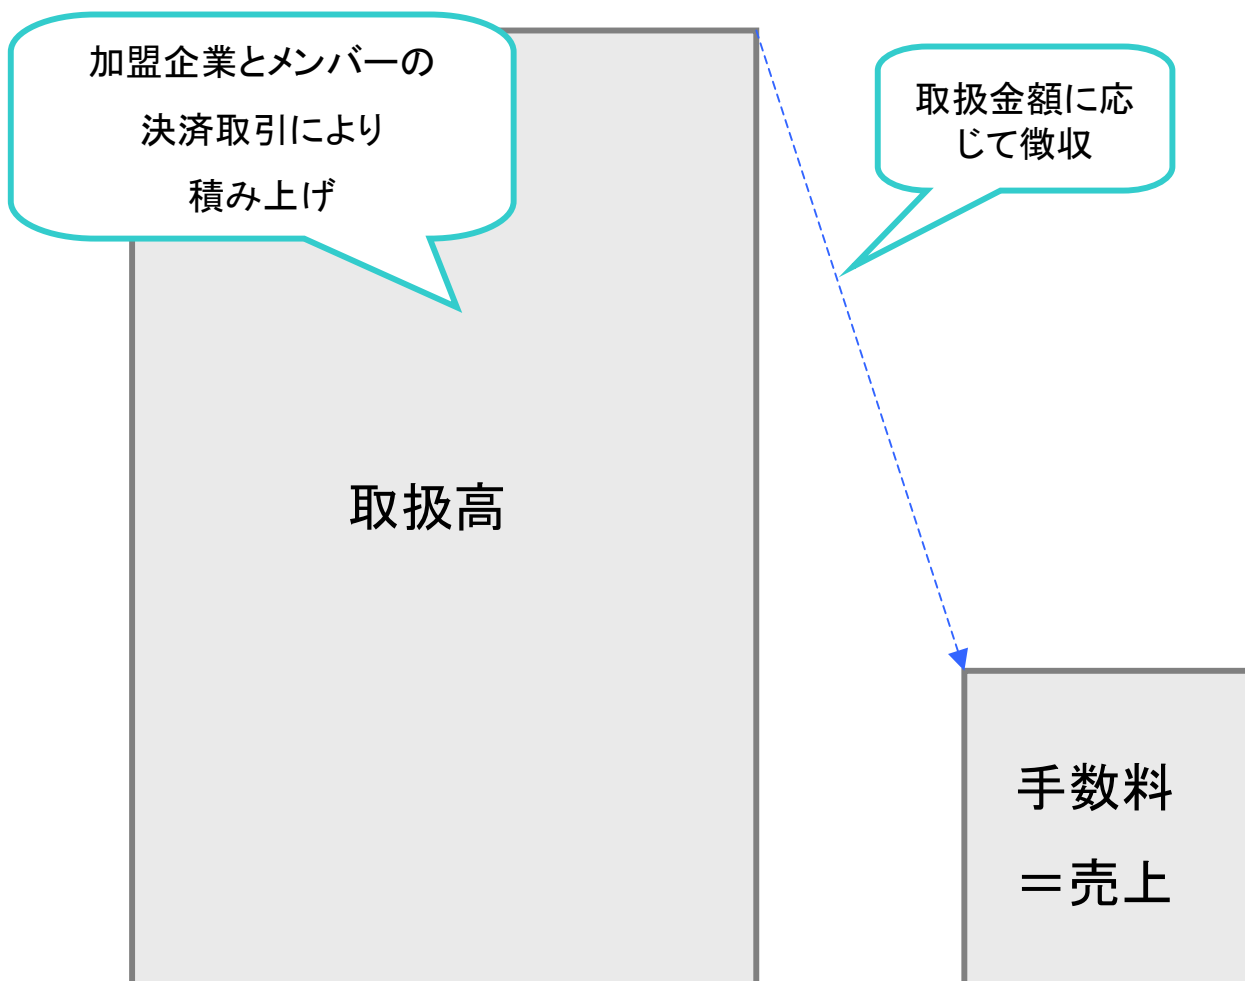 加盟企業とメンバーの
決済取引により
積み上げ
取扱金額に応
じて徴収
取扱高
手数料
＝売上